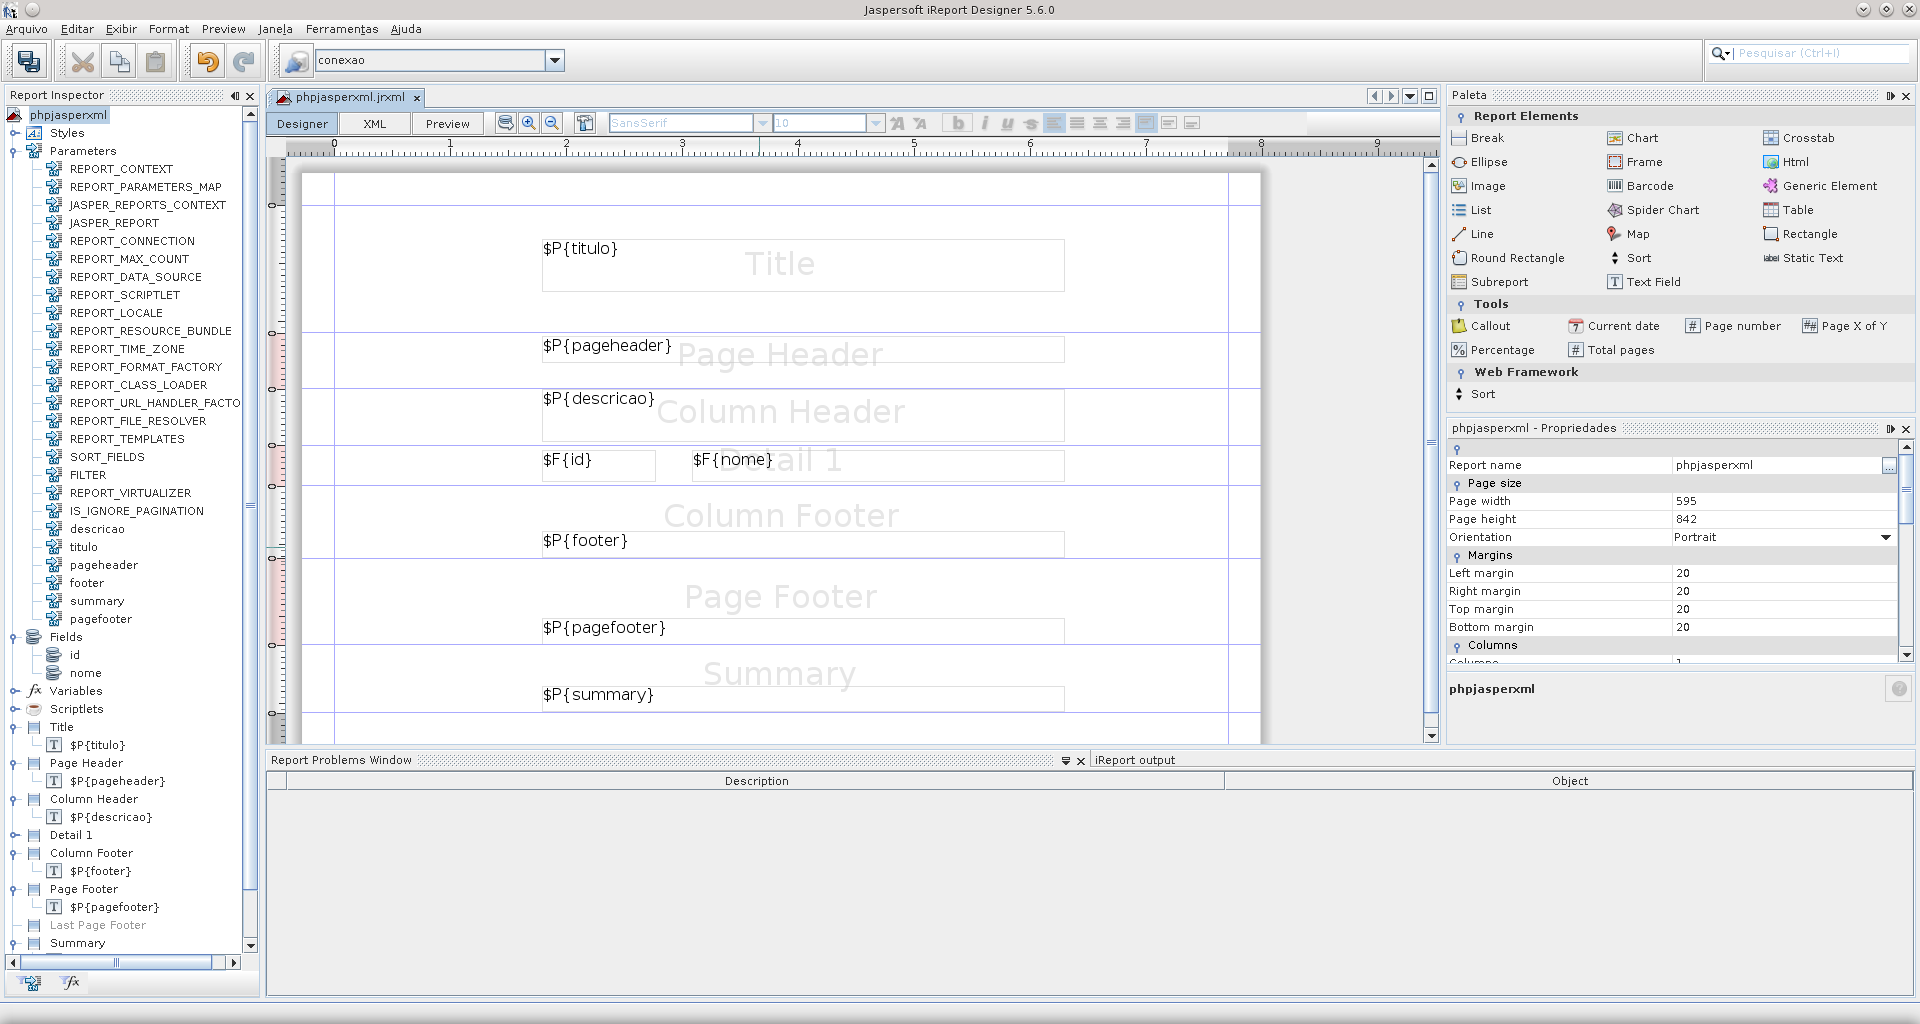 Jaspersoft iReport Designer 5.6.0
Arquivo Editar Exibir Format Preview Janela Ferramentas Ajuda
conexao
Pesquisar (Ctrl+I)
Report Inspector
phpjasperxml
Styles
Parameters
REPORT_CONTEXT
REPORT_PARAMETERS_MAP
JASPER_REPORTS_CONTEXT
JASPER_REPORT
REPORT_CONNECTION
REPORT_MAX_COUNT
REPORT_DATA_SOURCE
REPORT_SCRIPTLET
REPORT_LOCALE
REPORT_RESOURCE_BUNDLE
REPORT_TIME_ZONE
REPORT_FORMAT_FACTORY
REPORT_CLASS_LOADER
REPORT_URL_HANDLER_FACTO
REPORT_FILE_RESOLVER
REPORT_TEMPLATES
SORT_FIELDS
FILTER
REPORT_VIRTUALIZER
IS_IGNORE_PAGINATION
descricao
titulo
pageheader
footer
summary
pagefooter
Fields
id
nome
Variables
Scriptlets
Title
$P{titulo}
Page Header
$P{pageheader}
Column Header
$P{descricao}
Detail 1
Column Footer
$P{footer}
Page Footer
$P{pagefooter}
Last Page Footer
Summary
phpjasperxml.jrxml
Designer XML Preview
SansSerif 10
0 1 2 3 4 5 6 7 8 9
$P{titulo}
Title
$P{pageheader}
Page Header
$P{descricao}
Column Header
$F{id} $F{nome}
Detail 1
Column Footer
$P{footer}
Page Footer
$P{pagefooter}
Summary
$P{summary}
Report Problems Window
iReport output
Description Object
Paleta
Report Elements
Break Chart Crosstab
Ellipse Frame Html
Image Barcode Generic Element
List Spider Chart Table
Line Map Rectangle
Round Rectangle Sort Static Text
Subreport Text Field
Tools
Callout Current date Page number Page X of Y
Percentage Total pages
Web Framework
Sort
phpjasperxml - Propriedades
Report name phpjasperxml ...
Page size
Page width 595
Page height 842
Orientation Portrait
Margins
Left margin 20
Right margin 20
Top margin 20
Bottom margin 20
Columns
Columns 1
phpjasperxml